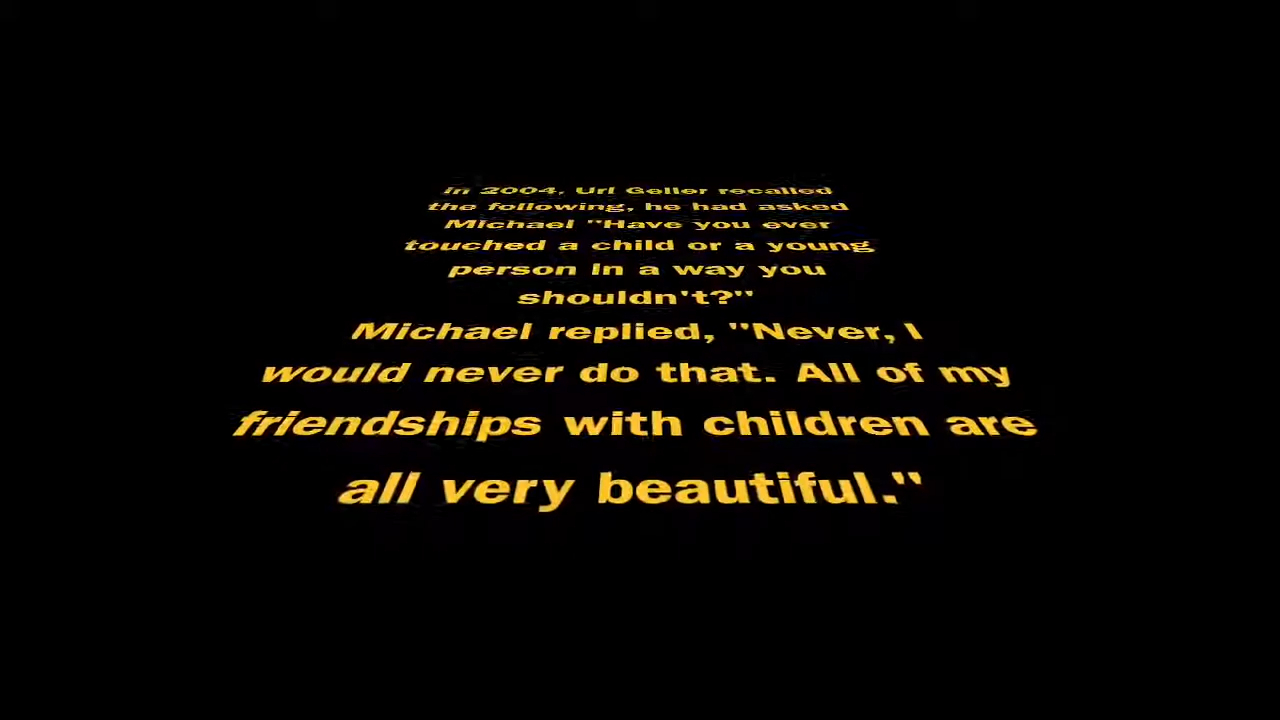 In 2004, Uri Geller recalled
the following, he had asked
Michael "Have you ever
touched a child or a young
person in a way you
shouldn't?"
Michael replied, "Never, I
would never do that. All of my
friendships with children are
all very beautiful."